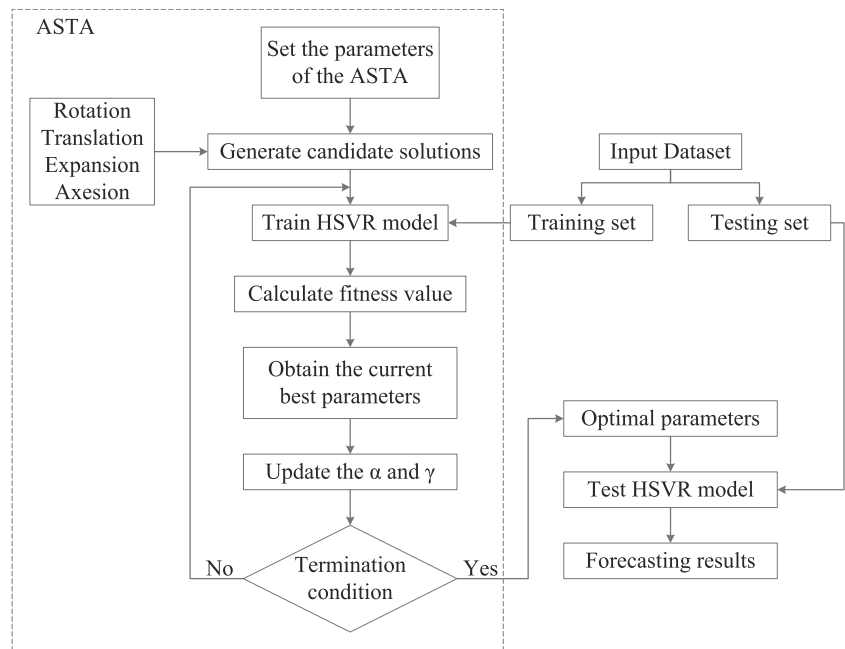 ASTA
Set the parameters
of the ASTA
Rotation
Translation
Expansion
Axesion
Generate candidate solutions
Input Dataset
Train HSVR model
Training set
Testing set
Calculate fitness value
Obtain the current
best parameters
Optimal parameters
Update the α and γ
Test HSVR model
No
Termination
condition
Yes
Forecasting results